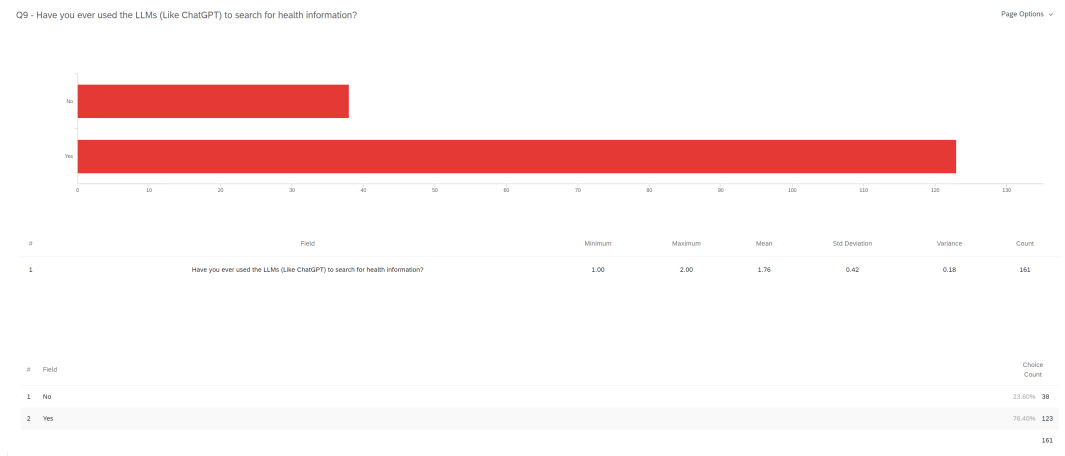 Q9 - Have you ever used the LLMs (Like ChatGPT) to search for health information?
Page Options
No
Yes
0 10 20 30 40 50 60 70 80 90 100 110 120 130
# Field Minimum Maximum Mean Std Deviation Variance Count
1 Have you ever used the LLMs (Like ChatGPT) to search for health information? 1.00 2.00 1.76 0.42 0.18 161
# Field Choice
Count
1 No 23.60% 38
2 Yes 76.40% 123
161